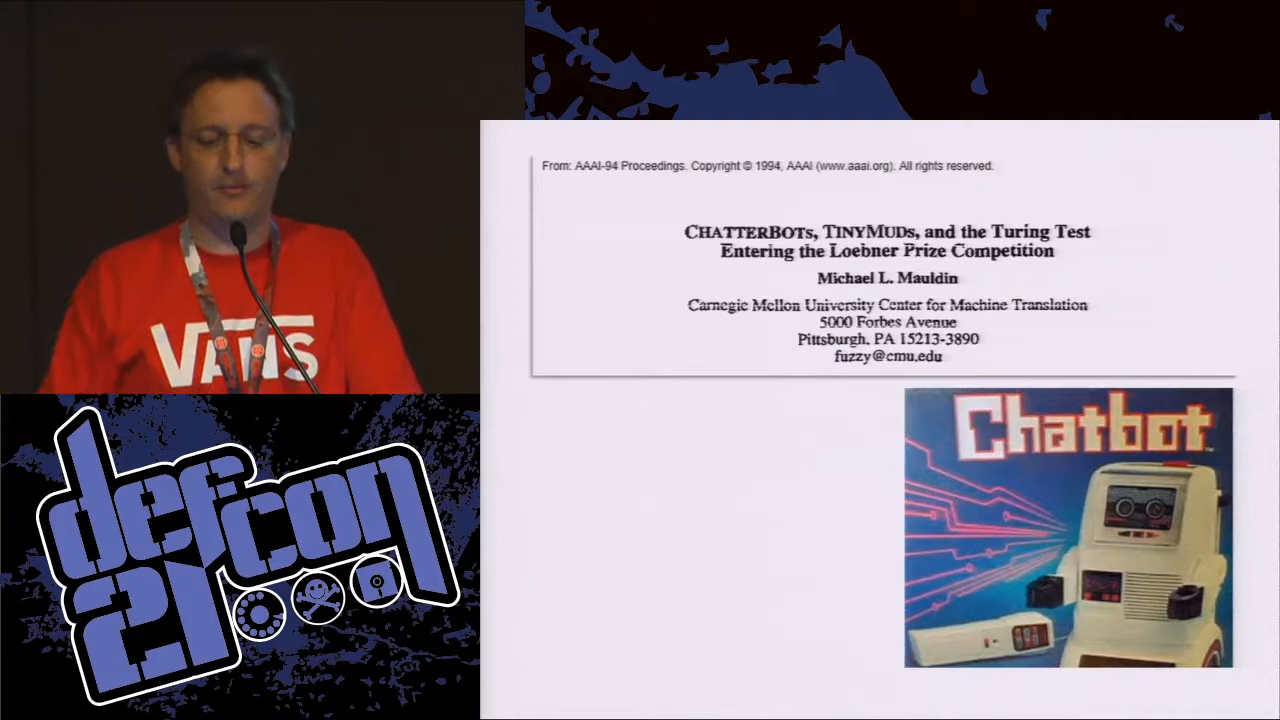 VANS
From: AAAI-94 Proceedings. Copyright © 1994, AAAI (www.aaai.org). All rights reserved.
CHATTERBOTS, TINYMUDS, and the Turing Test
Entering the Loebner Prize Competition
Michael L. Mauldin
Carnegie Mellon University Center for Machine Translation
5000 Forbes Avenue
Pittsburgh, PA 15213-3890
fuzzy@cmu.edu
Chatbot
defcon
21